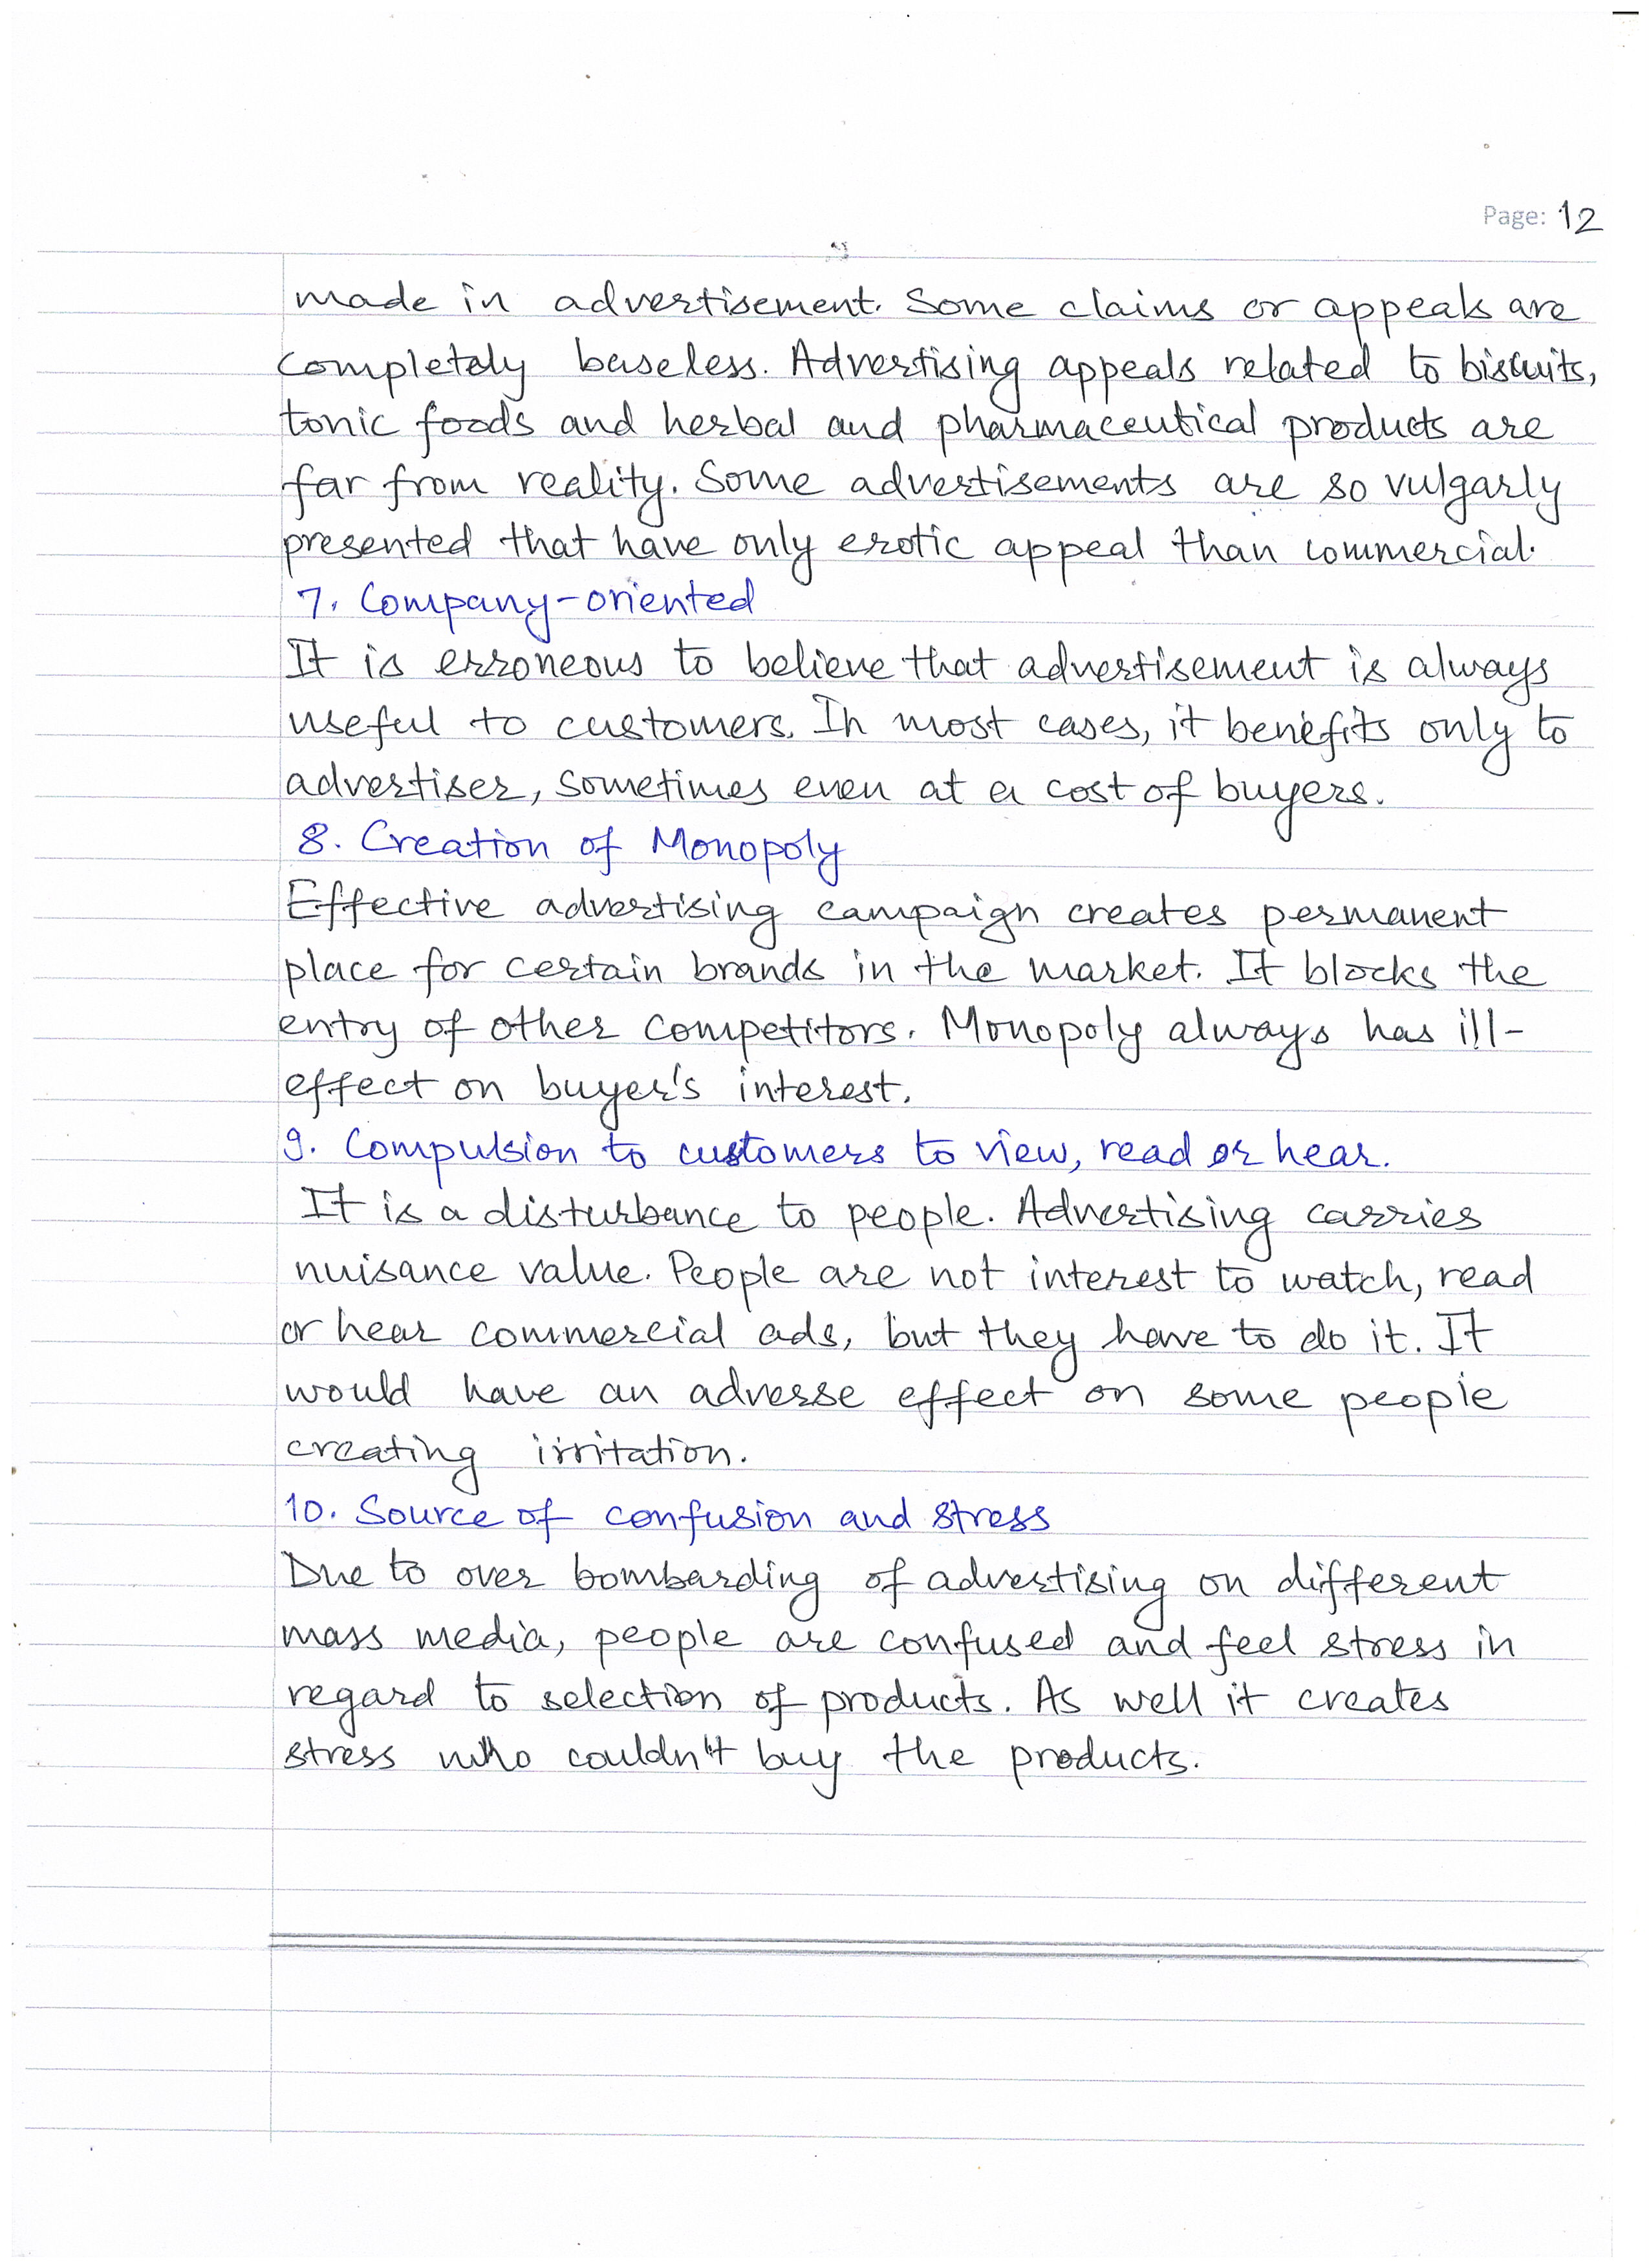 Page: 12
made in advertisement. Some claims or appeals are
completely baseless. Advertising appeals related to biscuits,
tonic foods and herbal and pharmaceutical products are
far from reality. Some advertisements are so vulgarly
presented that have only erotic appeal than commercial.
7. Company-oriented
It is erroneous to believe that advertisement is always
useful to customers. In most cases, it benefits only to
advertiser, sometimes even at a cost of buyers.
8. Creation of Monopoly
Effective advertising campaign creates permanent
place for certain brands in the market. It blocks the
entry of other competitors. Monopoly always has ill-
effect on buyer's interest.
9. Compulsion to customers to view, read or hear.
It is a disturbance to people. Advertising carries
nuisance value. People are not interest to watch, read
or hear commercial ads, but they have to do it. It
would have an adverse effect on some people
creating irritation.
10. Source of confusion and stress
Due to over bombarding of advertising on different
mass media, people are confused and feel stress in
regard to selection of products. As well it creates
stress who couldn't buy the products.